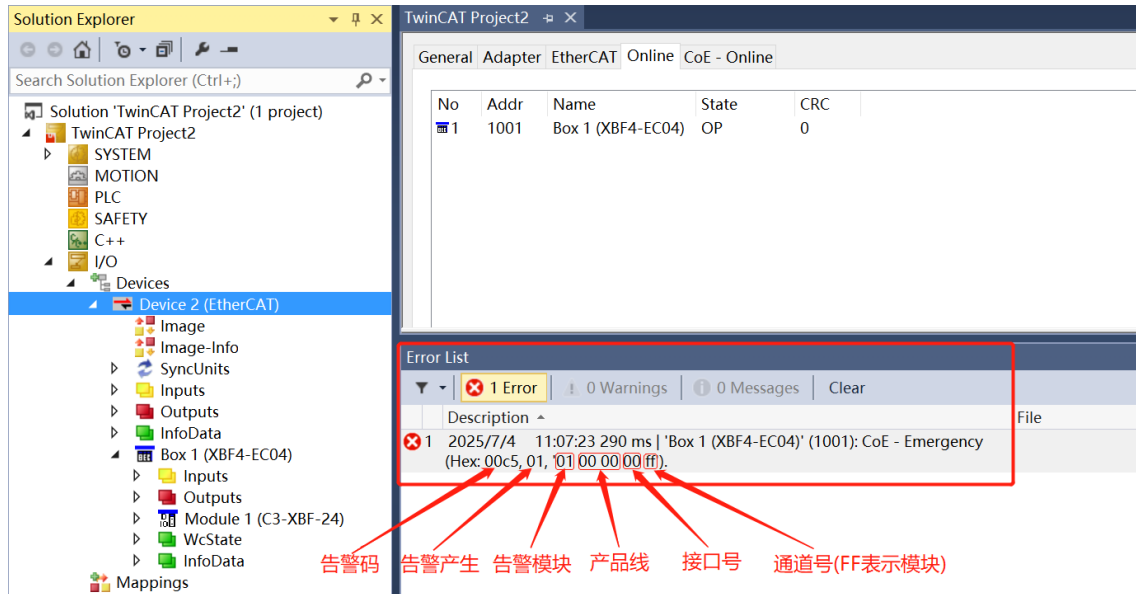 Solution Explorer
Search Solution Explorer (Ctrl+;)
Solution 'TwinCAT Project2' (1 project)
TwinCAT Project2
SYSTEM
MOTION
PLC
SAFETY
C++
I/O
Devices
Device 2 (EtherCAT)
Image
Image-Info
SyncUnits
Inputs
Outputs
InfoData
Box 1 (XBF4-EC04)
Inputs
Outputs
Module 1 (C3-XBF-24)
WcState
InfoData
Mappings
TwinCAT Project2
General Adapter EtherCAT Online CoE - Online
No Addr Name State CRC
1 1001 Box 1 (XBF4-EC04) OP 0
Error List
1 Error 0 Warnings 0 Messages Clear
Description File
1 2025/7/4 11:07:23 290 ms | 'Box 1 (XBF4-EC04)' (1001): CoE - Emergency
(Hex: 00c5, 01, '01 00 00 00 ff').
告警码 告警产生 告警模块 产品线 接口号 通道号(FF表示模块)